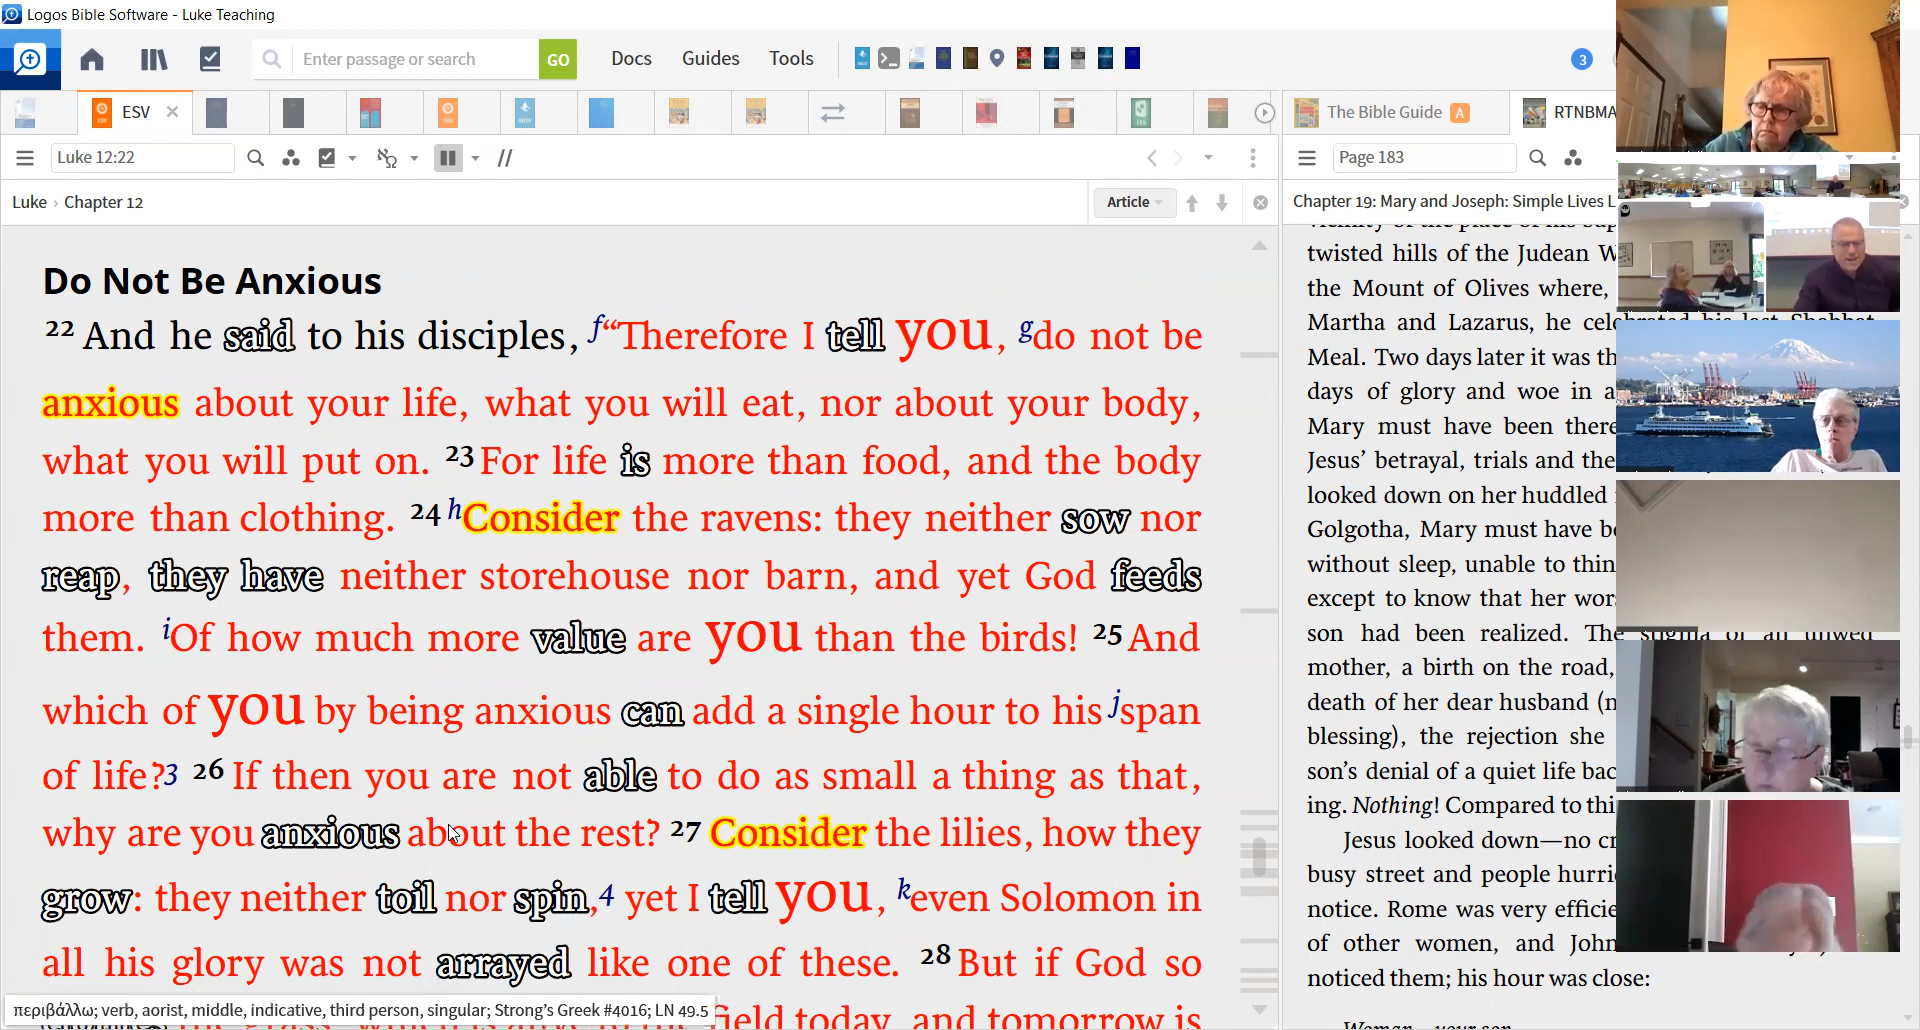 Logos Bible Software - Luke Teaching
Enter passage or search
GO
Docs
Guides
Tools
3
ESV
The Bible Guide
A
RTNBMA
Luke 12:22
Page 183
Luke › Chapter 12
Article
Chapter 19: Mary and Joseph: Simple Lives L
Do Not Be Anxious
22 And he said to his disciples, f“Therefore I tell you, gdo not be
anxious about your life, what you will eat, nor about your body,
what you will put on. 23 For life is more than food, and the body
more than clothing. 24 hConsider the ravens: they neither sow nor
reap, they have neither storehouse nor barn, and yet God feeds
them. iOf how much more value are you than the birds! 25 And
which of you by being anxious can add a single hour to his jspan
of life?3 26 If then you are not able to do as small a thing as that,
why are you anxious about the rest? 27 Consider the lilies, how they
grow: they neither toil nor spin,4 yet I tell you, keven Solomon in
all his glory was not arrayed like one of these. 28 But if God so
field today, and tomorrow is
περιβάλλω; verb, aorist, middle, indicative, third person, singular; Strong’s Greek #4016; LN 49.5
twisted hills of the Judean W
the Mount of Olives where,
Martha and Lazarus, he celebrated his last Shabbat
Meal. Two days later it was th
days of glory and woe in a
Mary must have been there
Jesus’ betrayal, trials and the
looked down on her huddled
Golgotha, Mary must have be
without sleep, unable to thin
except to know that her wors
son had been realized. The stigma of an unwed
mother, a birth on the road,
death of her dear husband (n
blessing), the rejection she
son’s denial of a quiet life bac
ing. Nothing! Compared to thi
Jesus looked down—no cr
busy street and people hurri
notice. Rome was very efficie
of other women, and John
noticed them; his hour was close:
Woman—your son